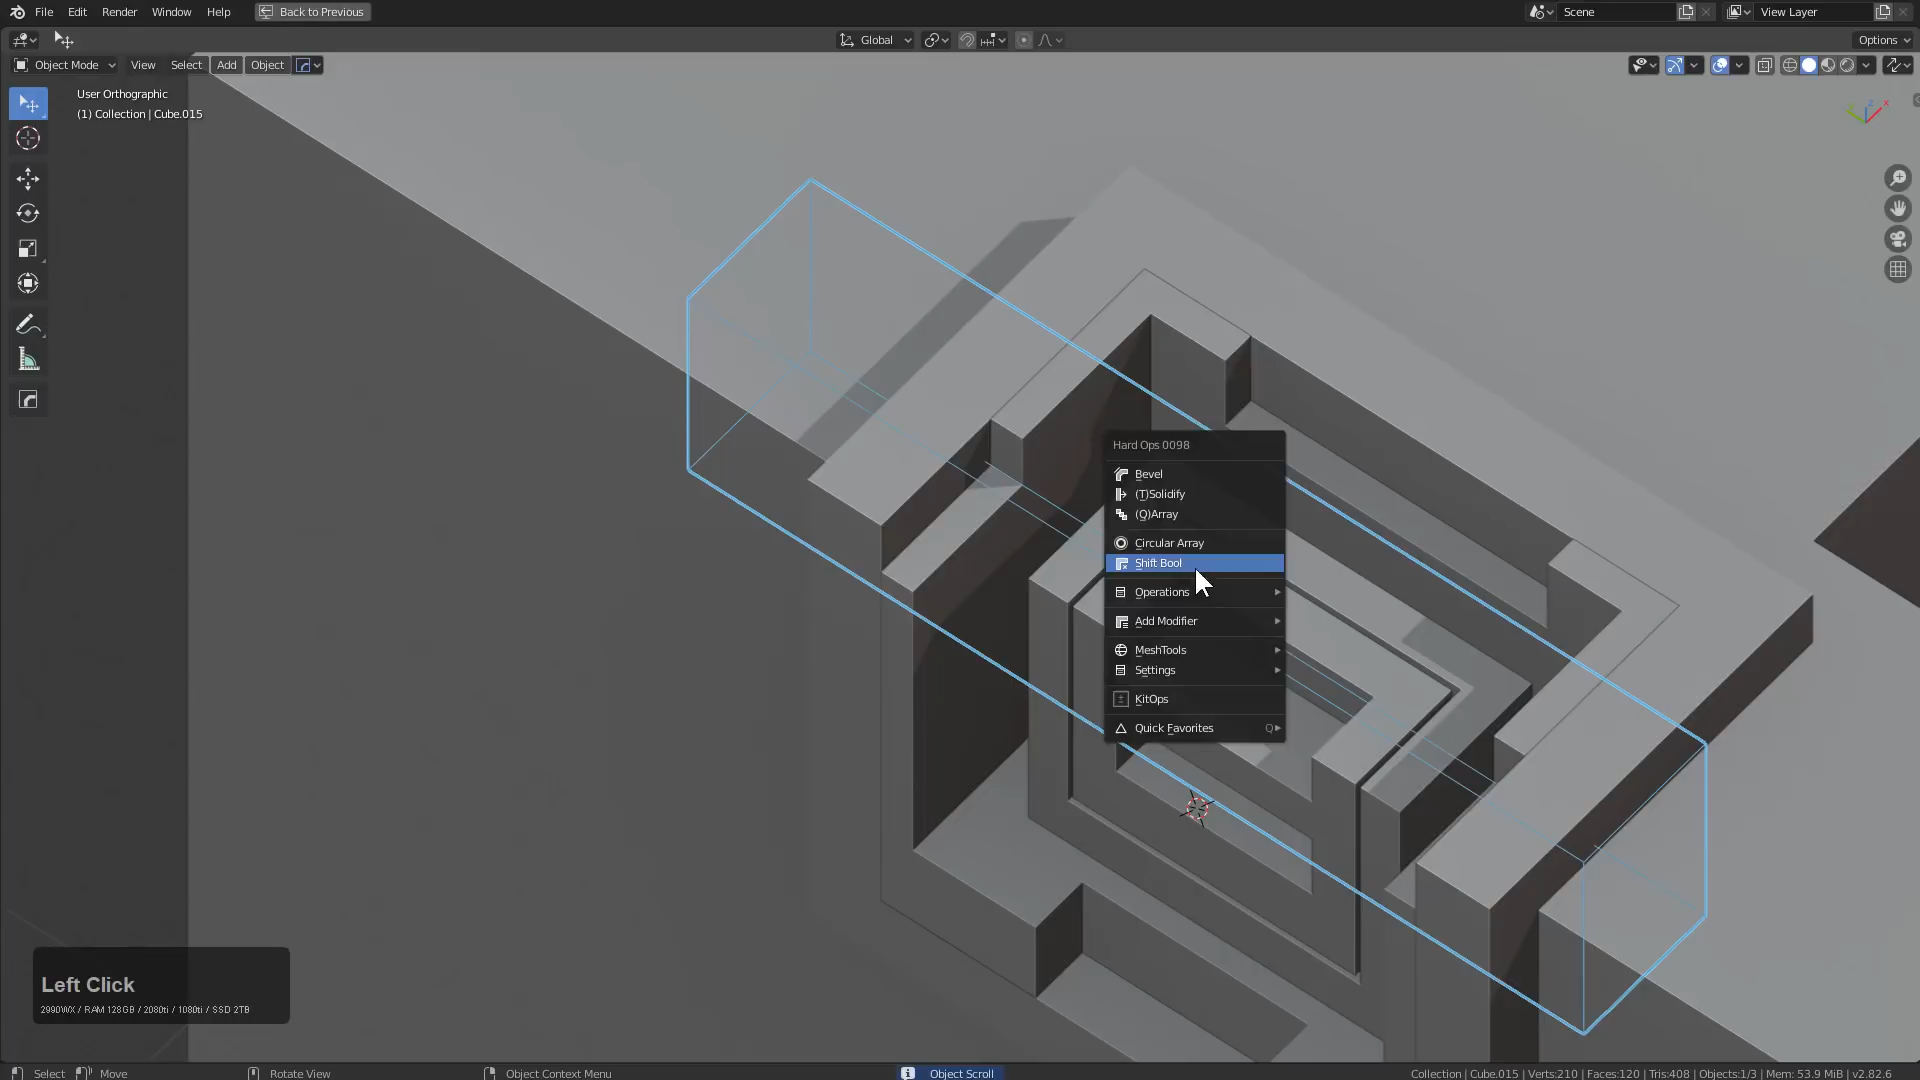 File Edit Render Window Help Back to Previous Scene View Layer
Global Options
Object Mode View Select Add Object
User Orthographic
(1) Collection | Cube.015
Hard Ops 0098
Bevel
(T)Solidify
(Q)Array
Circular Array
Shift Bool
Operations
Add Modifier
MeshTools
Settings
KitOps
Quick Favorites Q
Left Click
2990WX / RAM 128GB / 2080ti / 1080ti / SSD 2TB
Select Move Rotate View Object Context Menu Object Scroll Collection | Cube.015 | Verts:210 | Faces:120 | Tris:408 | Objects:1/3 | Mem: 53.9 MiB | v2.82.6